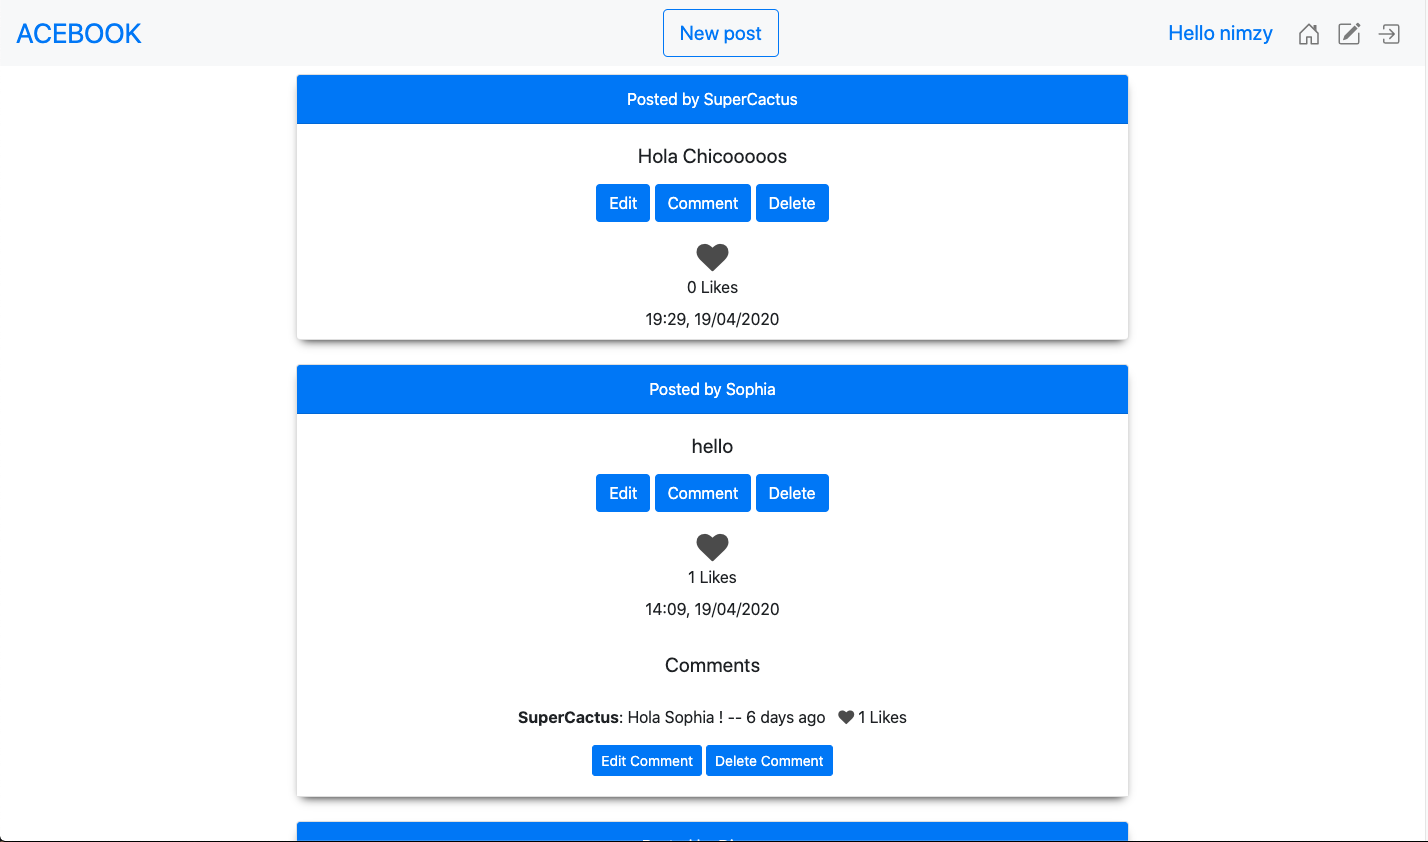 ACEBOOK New post Hello nimzy
Posted by SuperCactus
Hola Chicooooos
Edit Comment Delete
0 Likes
19:29, 19/04/2020
Posted by Sophia
hello
Edit Comment Delete
1 Likes
14:09, 19/04/2020
Comments
SuperCactus: Hola Sophia ! -- 6 days ago 1 Likes
Edit Comment Delete Comment